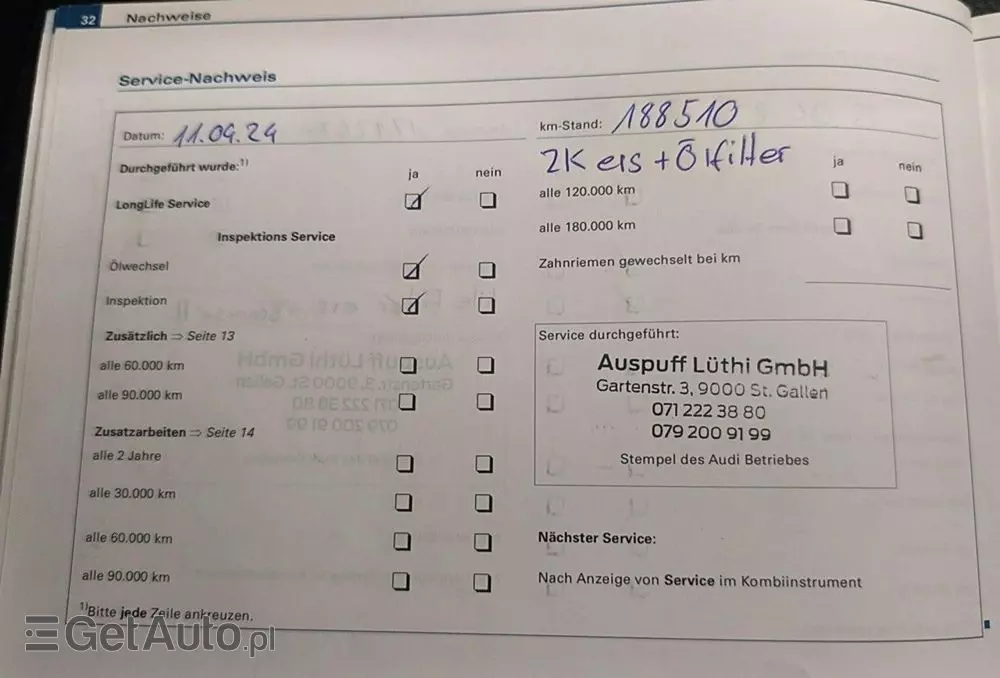 32 Nachweise
Service-Nachweis
Datum: 11.09.24
km-Stand: 188510
Durchgeführt wurde:1)
ja nein
2K ers + Ölfilter
ja nein
LongLife Service
alle 120.000 km
alle 180.000 km
Inspektions Service
Ölwechsel
Zahnriemen gewechselt bei km
Inspektion
Zusätzlich ⇒ Seite 13
alle 60.000 km
alle 90.000 km
Service durchgeführt:
Auspuff Lüthi GmbH
Gartenstr. 3, 9000 St. Gallen
071 222 38 80
079 200 91 99
Stempel des Audi Betriebes
Zusatzarbeiten ⇒ Seite 14
alle 2 Jahre
alle 30.000 km
alle 60.000 km
alle 90.000 km
Nächster Service:
Nach Anzeige von Service im Kombiinstrument
1)Bitte jede Zeile ankreuzen.
GetAuto.pl